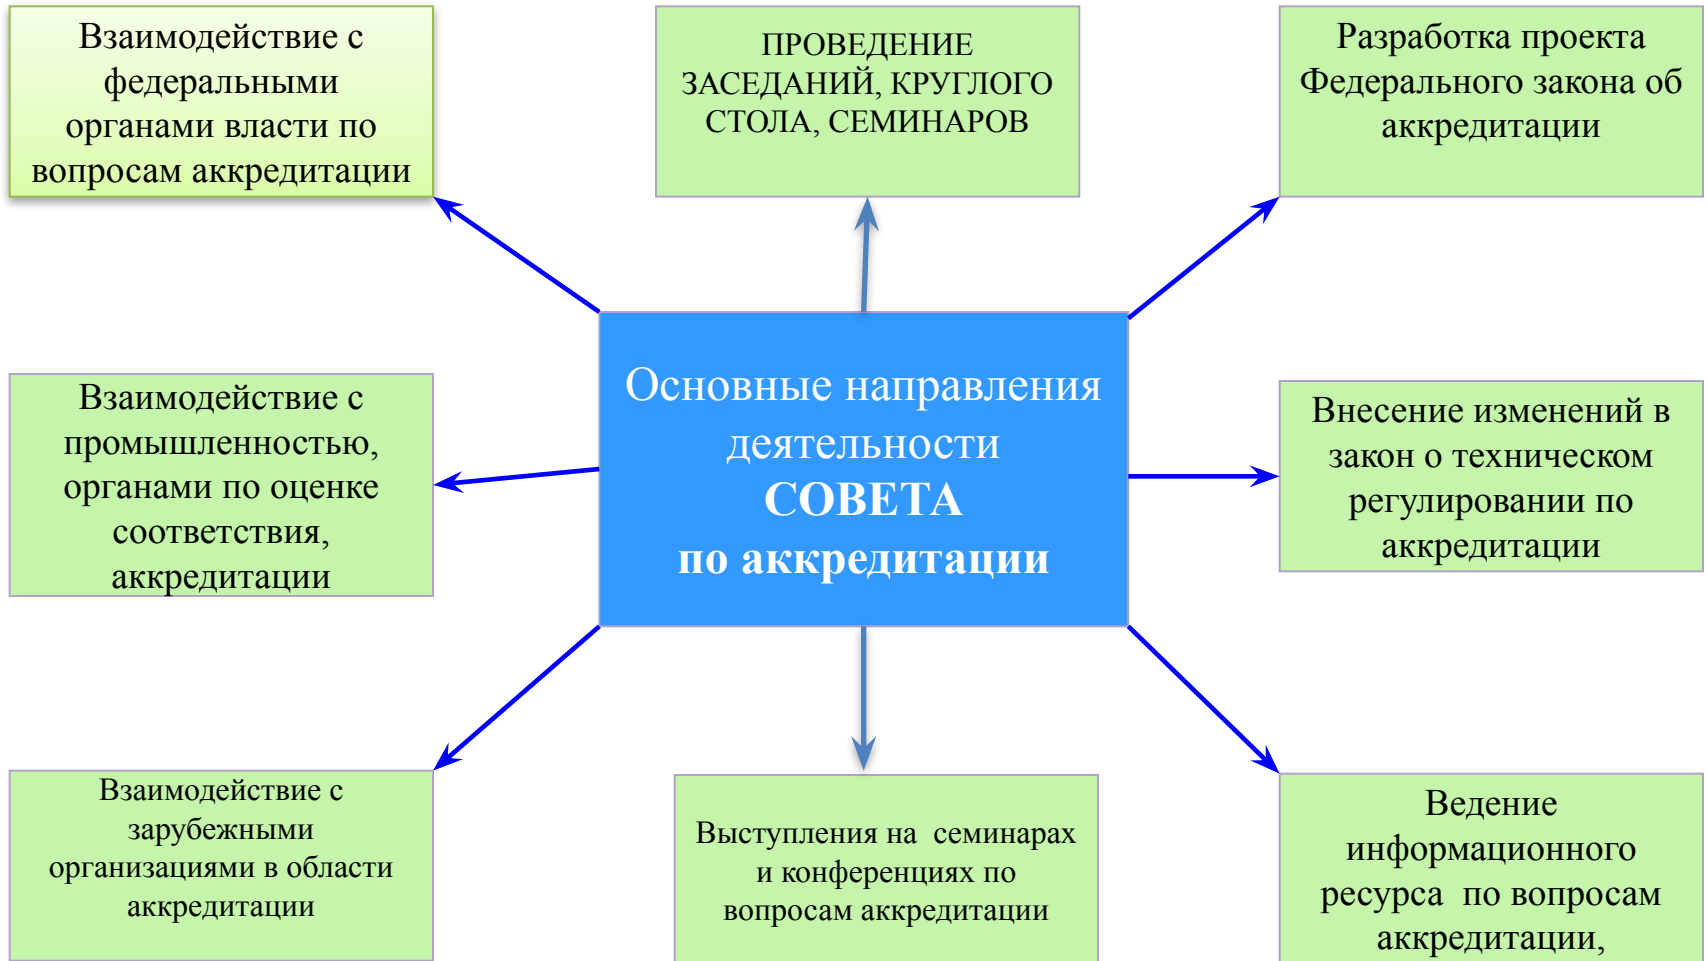 Взаимодействие с
федеральными
органами власти по
вопросам аккредитации
ПРОВЕДЕНИЕ
ЗАСЕДАНИЙ, КРУГЛОГО
СТОЛА, СЕМИНАРОВ
Разработка проекта
Федерального закона об
аккредитации
Взаимодействие с
промышленностью,
органами по оценке
соответствия,
аккредитации
Основные направления
деятельности
СОВЕТА
по аккредитации
Внесение изменений в
закон о техническом
регулировании по
аккредитации
Взаимодействие с
зарубежными
организациями в области
аккредитации
Выступления на семинарах
и конференциях по
вопросам аккредитации
Ведение
информационного
ресурса по вопросам
аккредитации,